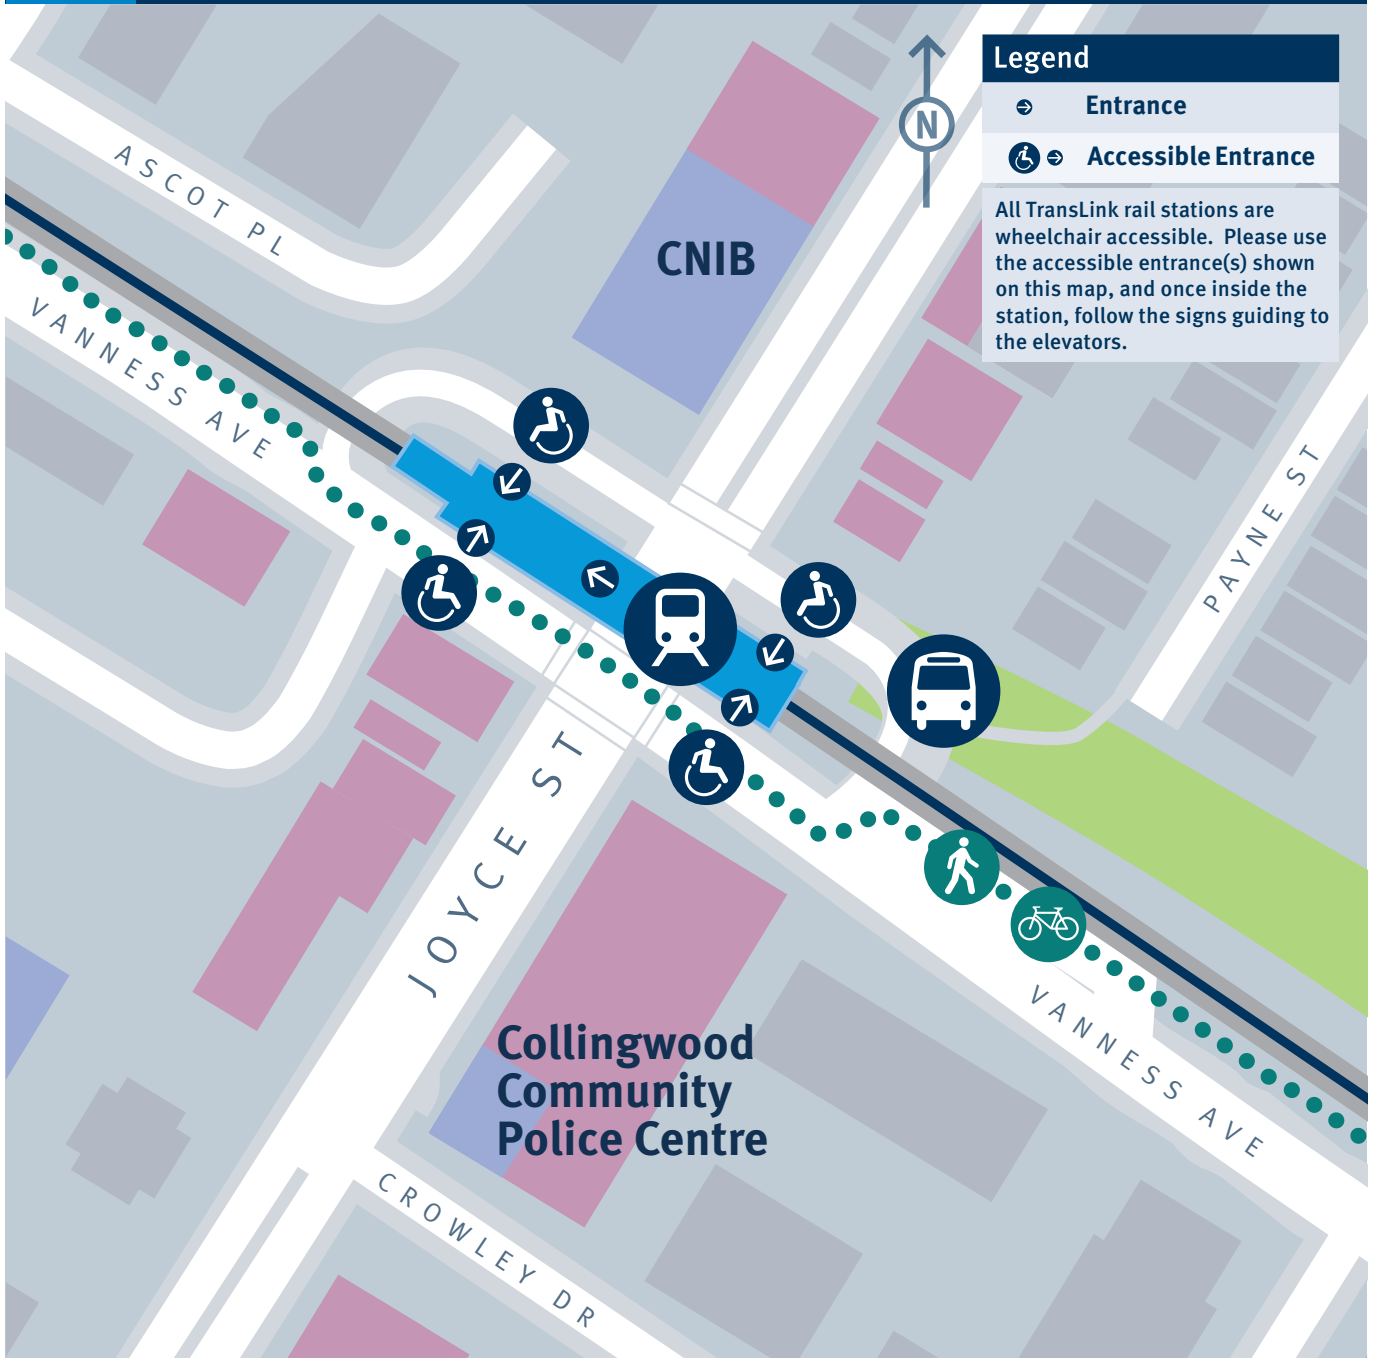 Legend
Entrance
Accessible Entrance
All TransLink rail stations are
wheelchair accessible.  Please use
the accessible entrance(s) shown
on this map, and once inside the
station, follow the signs guiding to
the elevators.
N
ASCOT PL
CNIB
VANNESS AVE
PAYNE ST
JOYCE ST
Collingwood
Community
Police Centre
VANNESS AVE
CROWLEY DR